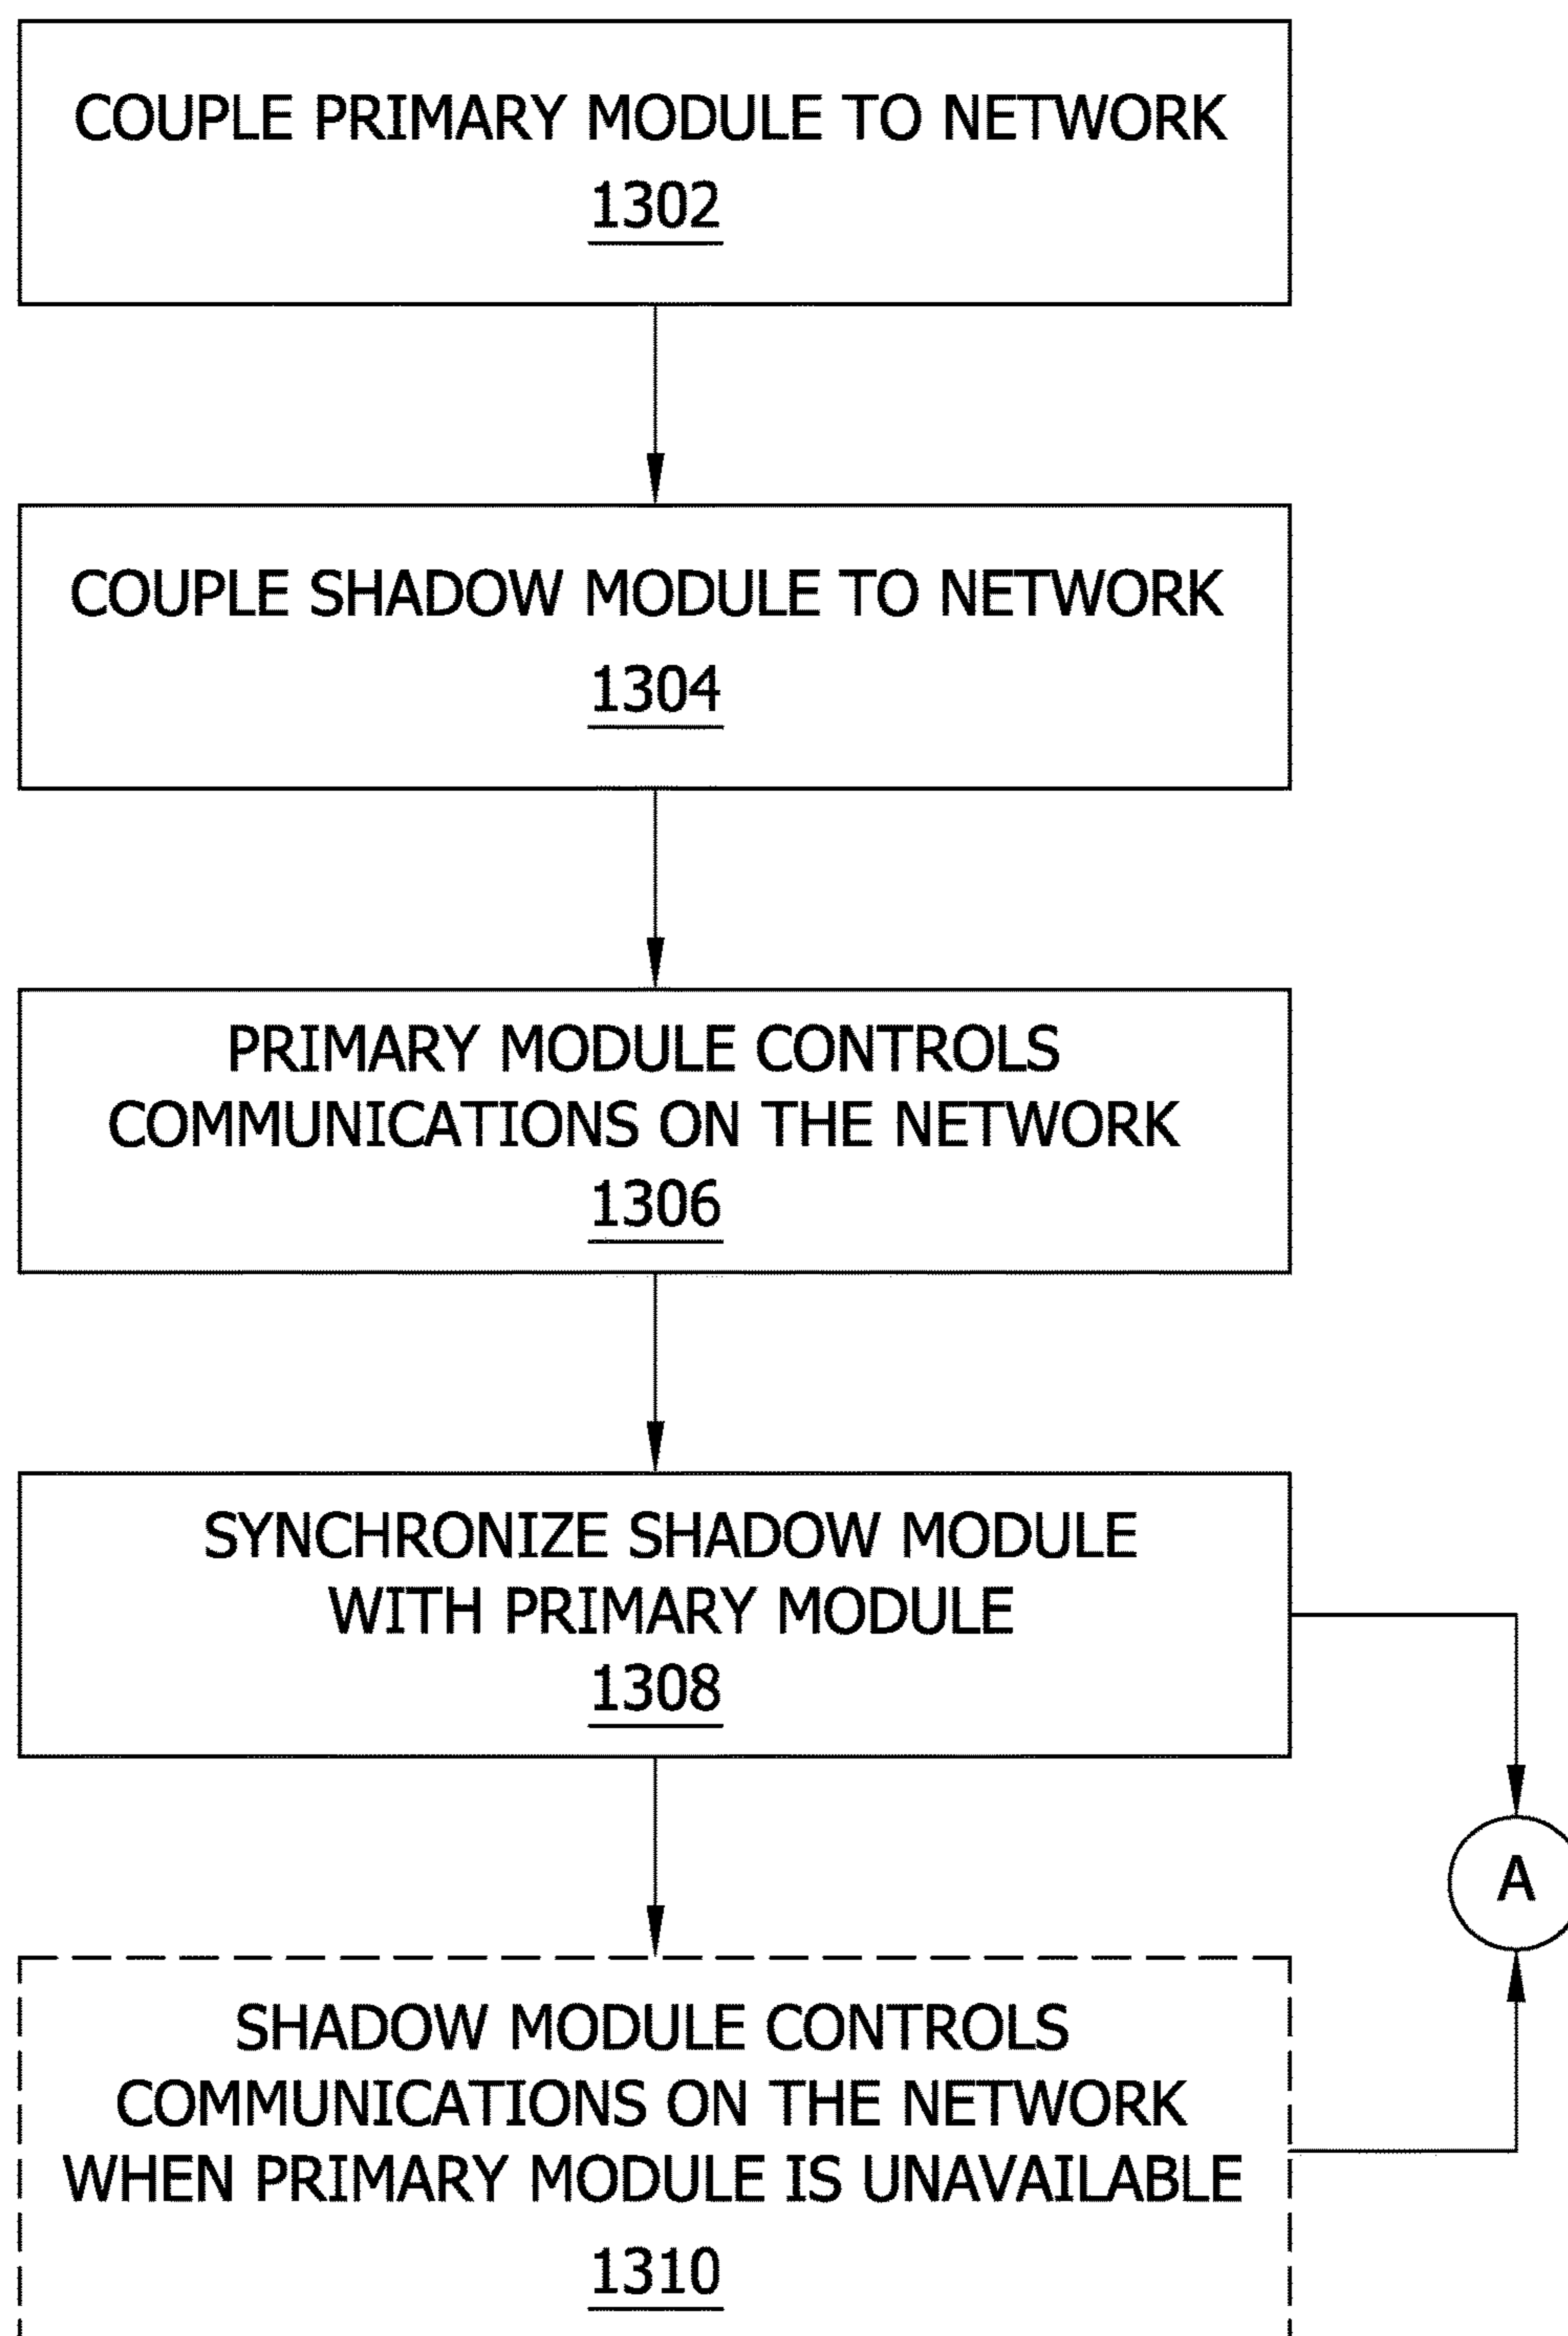 COUPLE PRIMARY MODULE TO NETWORK
1302
COUPLE SHADOW MODULE TO NETWORK
1304
PRIMARY MODULE CONTROLS
COMMUNICATIONS ON THE NETWORK
1306
SYNCHRONIZE SHADOW MODULE
WITH PRIMARY MODULE
1308
A
SHADOW MODULE CONTROLS
COMMUNICATIONS ON THE NETWORK
WHEN PRIMARY MODULE IS UNAVAILABLE
1310